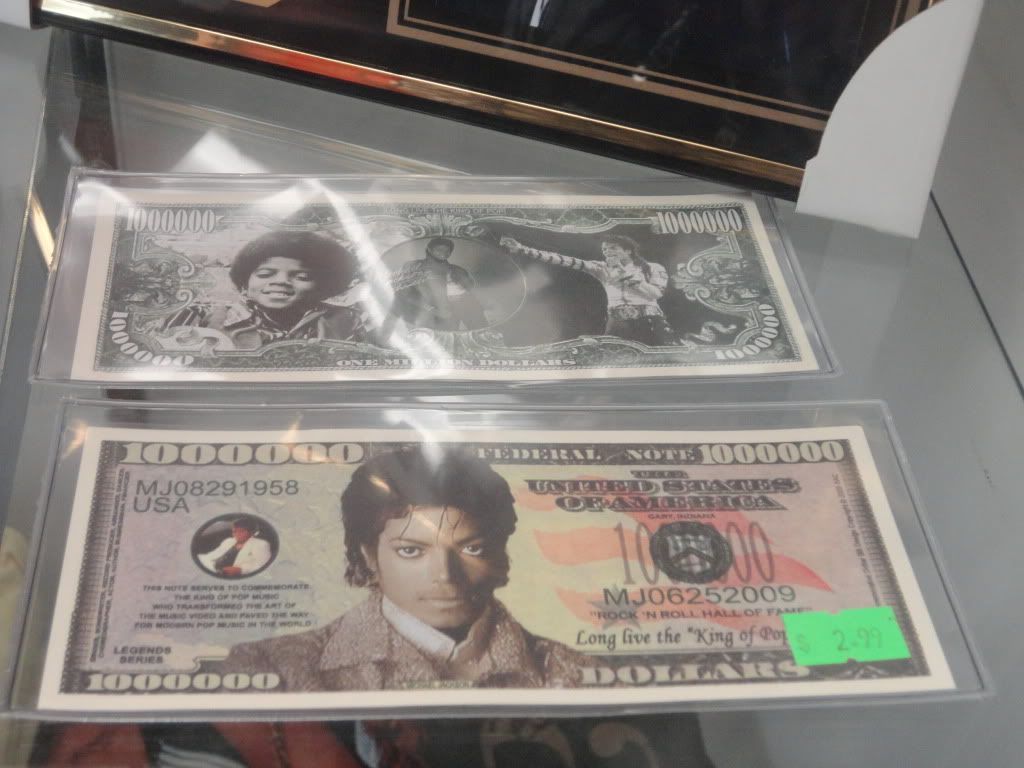 1000000
1000000
1000000
ONE MILLION DOLLARS
1000000
1000000
FEDERAL NOTE
1000000
MJ08291958
USA
THE
UNITED STATES
OF AMERICA
GARY, INDIANA
MJ06252009
"ROCK 'N ROLL HALL OF FAME"
THIS NOTE SERVES TO COMMEMORATE
THE KING OF POP MUSIC
WHO TRANSFORMED THE ART OF
THE MUSIC VIDEO AND PAVED THE WAY
FOR MODERN POP MUSIC IN THE WORLD
Long live the "King of Pop
$ 2.99
LEGENDS
SERIES
1000000
DOLLARS